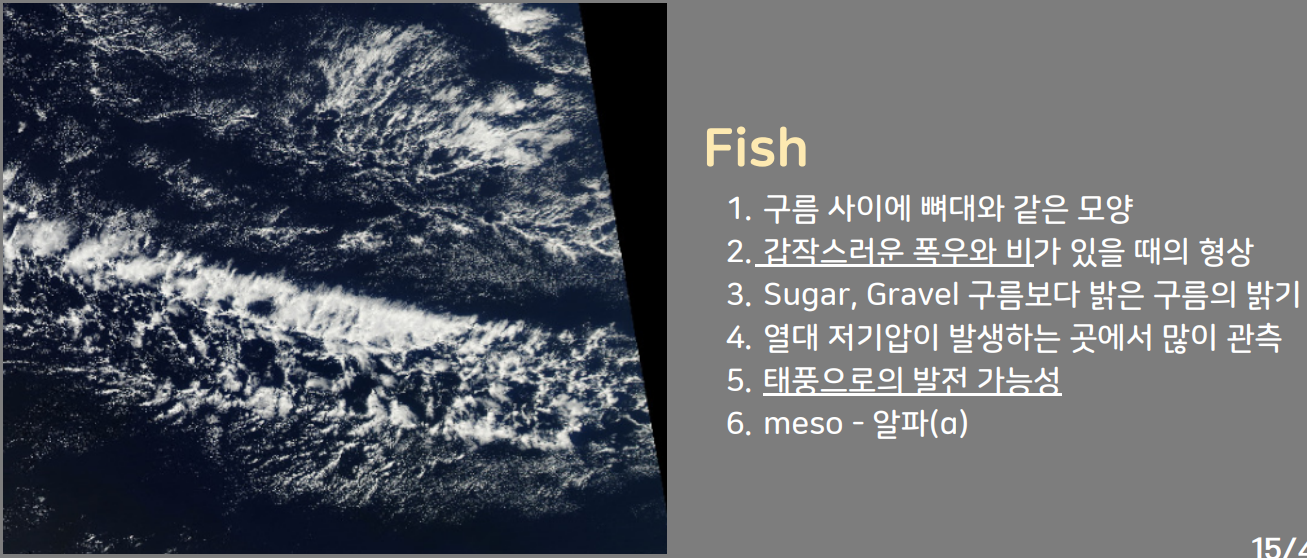 Fish
1. 구름 사이에 뼈대와 같은 모양
2. 갑작스러운 폭우와 비가 있을 때의 형상
3. Sugar, Gravel 구름보다 밝은 구름의 밝기
4. 열대 저기압이 발생하는 곳에서 많이 관측
5. 태풍으로의 발전 가능성
6. meso - 알파(α)
15/4